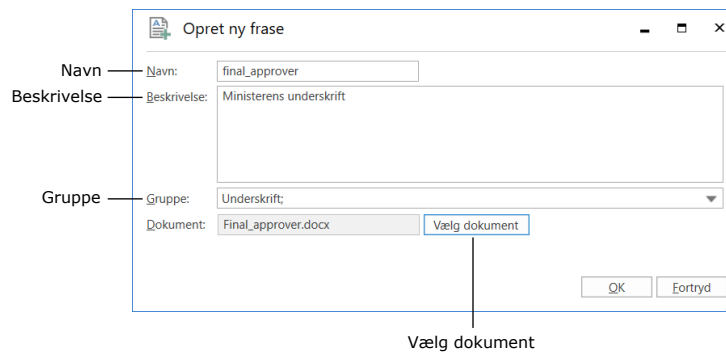 Opret ny frase
Navn
Navn:
final_approver
Beskrivelse
Beskrivelse:
Ministerens underskrift
Gruppe
Gruppe:
Underskrift;
Dokument:
Final_approver.docx
Vælg dokument
OK
Fortryd
Vælg dokument